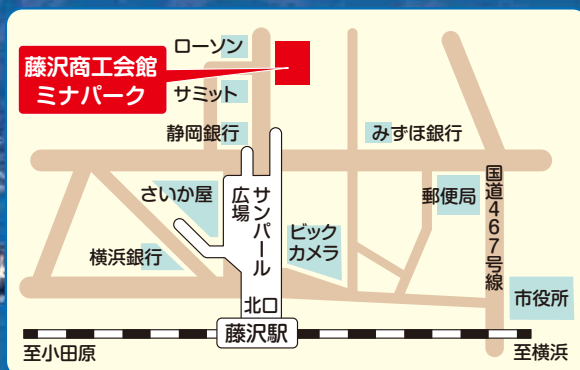 ローソン
藤沢商工会館
ミナパーク
サミット
静岡銀行
みずほ銀行
さいか屋
サンパール
広場
郵便局
国道467号線
横浜銀行
ビック
カメラ
市役所
北口
藤沢駅
至小田原
至横浜